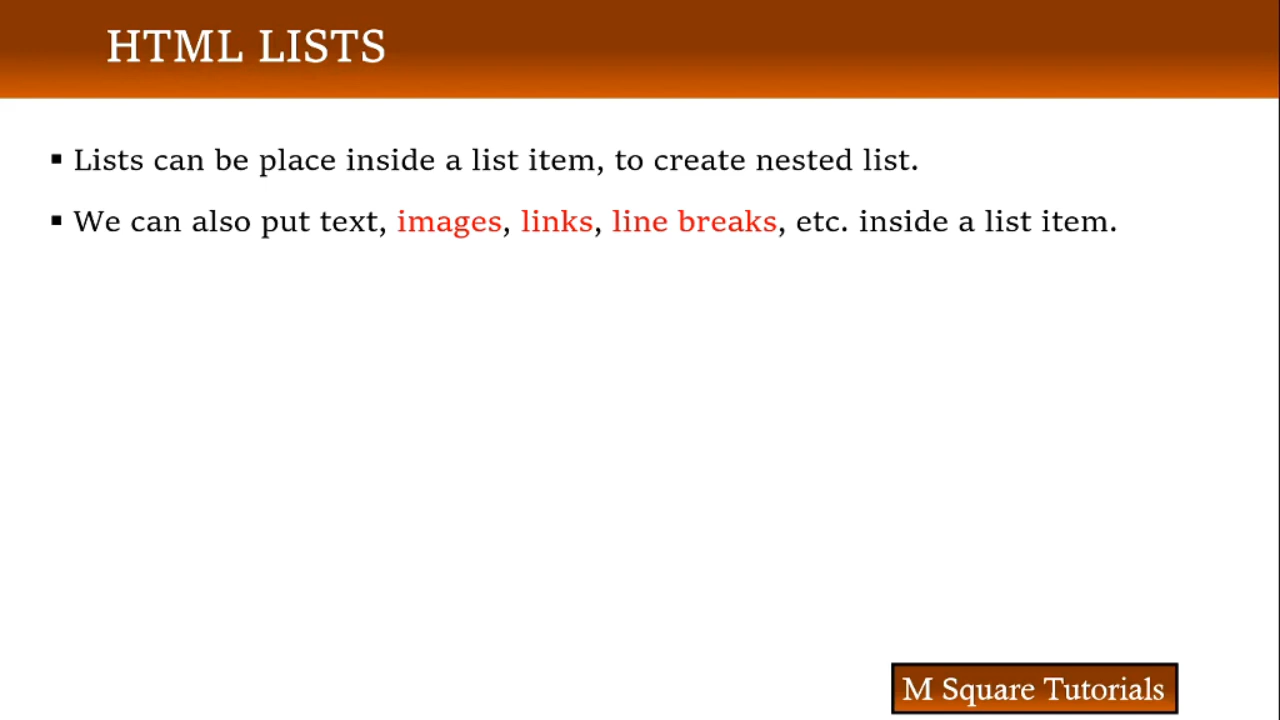 HTML LISTS
▪ Lists can be place inside a list item, to create nested list.
▪ We can also put text, images, links, line breaks, etc. inside a list item.
M Square Tutorials